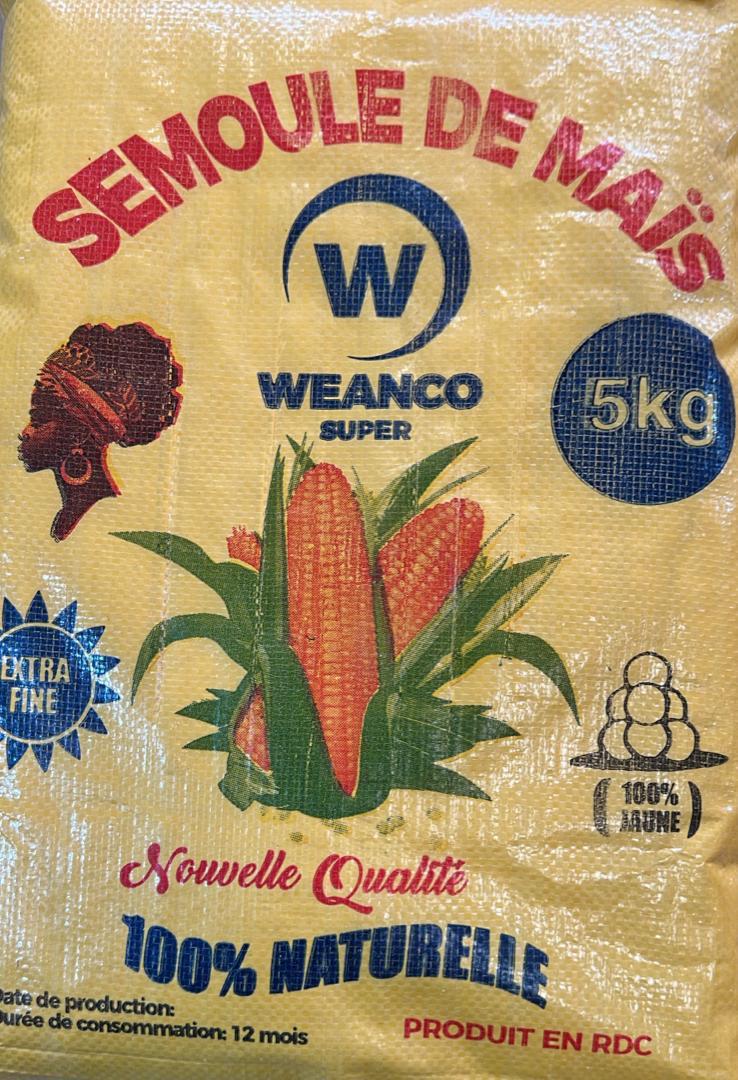 SEMOULE DE MAÏS
W
WEANCO
SUPER
5kg
EXTRA
FINE
( 100%
JAUNE )
Nouvelle Qualité
100% NATURELLE
Date de production:
Durée de consommation: 12 mois
PRODUIT EN RDC